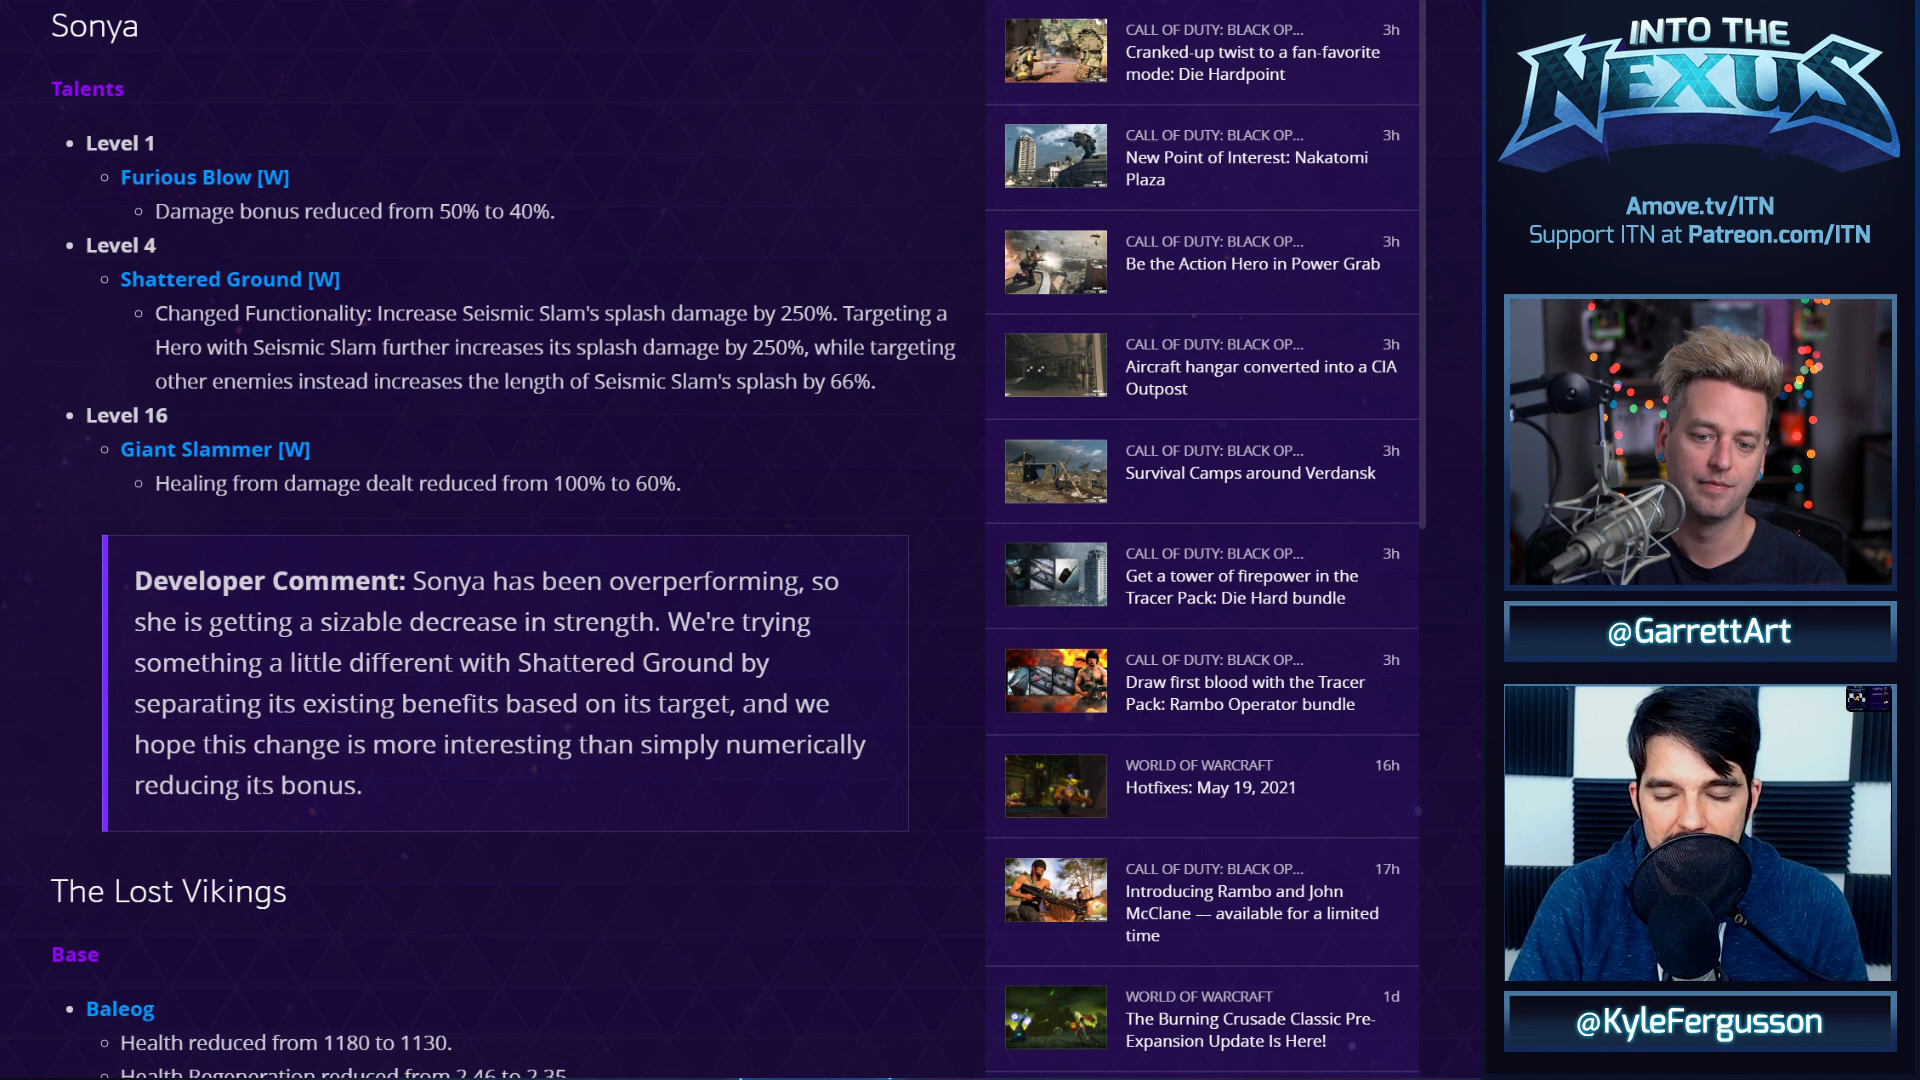 Sonya
Talents
Level 1
Furious Blow [W]
Damage bonus reduced from 50% to 40%.
Level 4
Shattered Ground [W]
Changed Functionality: Increase Seismic Slam's splash damage by 250%. Targeting a
Hero with Seismic Slam further increases its splash damage by 250%, while targeting
other enemies instead increases the length of Seismic Slam's splash by 66%.
Level 16
Giant Slammer [W]
Healing from damage dealt reduced from 100% to 60%.
Developer Comment: Sonya has been overperforming, so
she is getting a sizable decrease in strength. We're trying
something a little different with Shattered Ground by
separating its existing benefits based on its target, and we
hope this change is more interesting than simply numerically
reducing its bonus.
The Lost Vikings
Base
Baleog
Health reduced from 1180 to 1130.
Health Regeneration reduced from 2.46 to 2.35
CALL OF DUTY: BLACK OP... 3h
Cranked-up twist to a fan-favorite
mode: Die Hardpoint
CALL OF DUTY: BLACK OP... 3h
New Point of Interest: Nakatomi
Plaza
CALL OF DUTY: BLACK OP... 3h
Be the Action Hero in Power Grab
CALL OF DUTY: BLACK OP... 3h
Aircraft hangar converted into a CIA
Outpost
CALL OF DUTY: BLACK OP... 3h
Survival Camps around Verdansk
CALL OF DUTY: BLACK OP... 3h
Get a tower of firepower in the
Tracer Pack: Die Hard bundle
CALL OF DUTY: BLACK OP... 3h
Draw first blood with the Tracer
Pack: Rambo Operator bundle
WORLD OF WARCRAFT 16h
Hotfixes: May 19, 2021
CALL OF DUTY: BLACK OP... 17h
Introducing Rambo and John
McClane — available for a limited
time
WORLD OF WARCRAFT 1d
The Burning Crusade Classic Pre-
Expansion Update Is Here!
INTO THE
NEXUS
Amove.tv/ITN
Support ITN at Patreon.com/ITN
@GarrettArt
@KyleFergusson